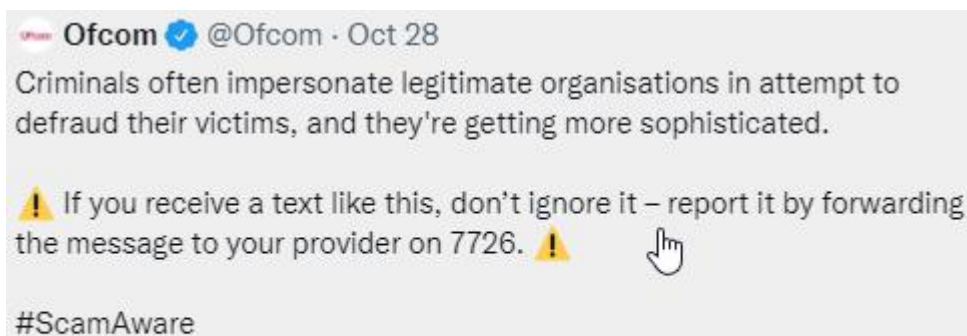 Ofcom Ofcom @Ofcom · Oct 28
Criminals often impersonate legitimate organisations in attempt to
defraud their victims, and they're getting more sophisticated.
⚠️ If you receive a text like this, don’t ignore it – report it by forwarding
the message to your provider on 7726. ⚠️
#ScamAware